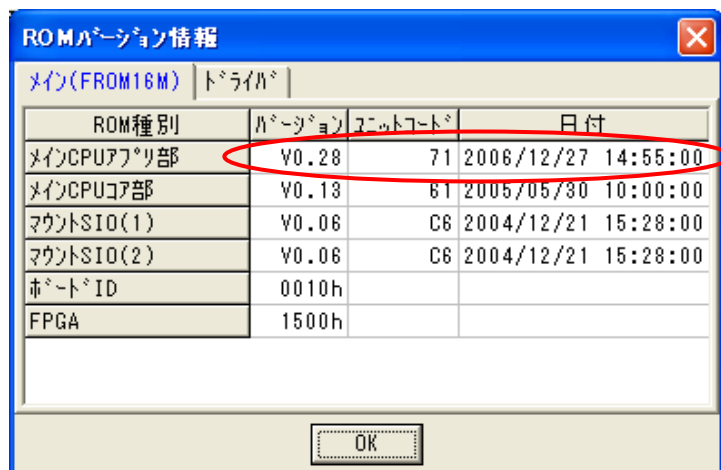 ROMﾊﾞｰｼﾞｮﾝ情報
ﾒｲﾝ(FROM16M) ﾄﾞﾗｲﾊﾞ
ROM種別 ﾊﾞｰｼﾞｮﾝ ﾕﾆｯﾄｺｰﾄﾞ 日付
ﾒｲﾝCPUｱﾌﾟﾘ部 V0.28 71 2006/12/27 14:55:00
ﾒｲﾝCPUｺｱ部 V0.13 61 2005/05/30 10:00:00
ﾏｳﾝﾄSIO(1) V0.06 C6 2004/12/21 15:28:00
ﾏｳﾝﾄSIO(2) V0.06 C6 2004/12/21 15:28:00
ﾎﾞｰﾄﾞID 0010h
FPGA 1500h
OK